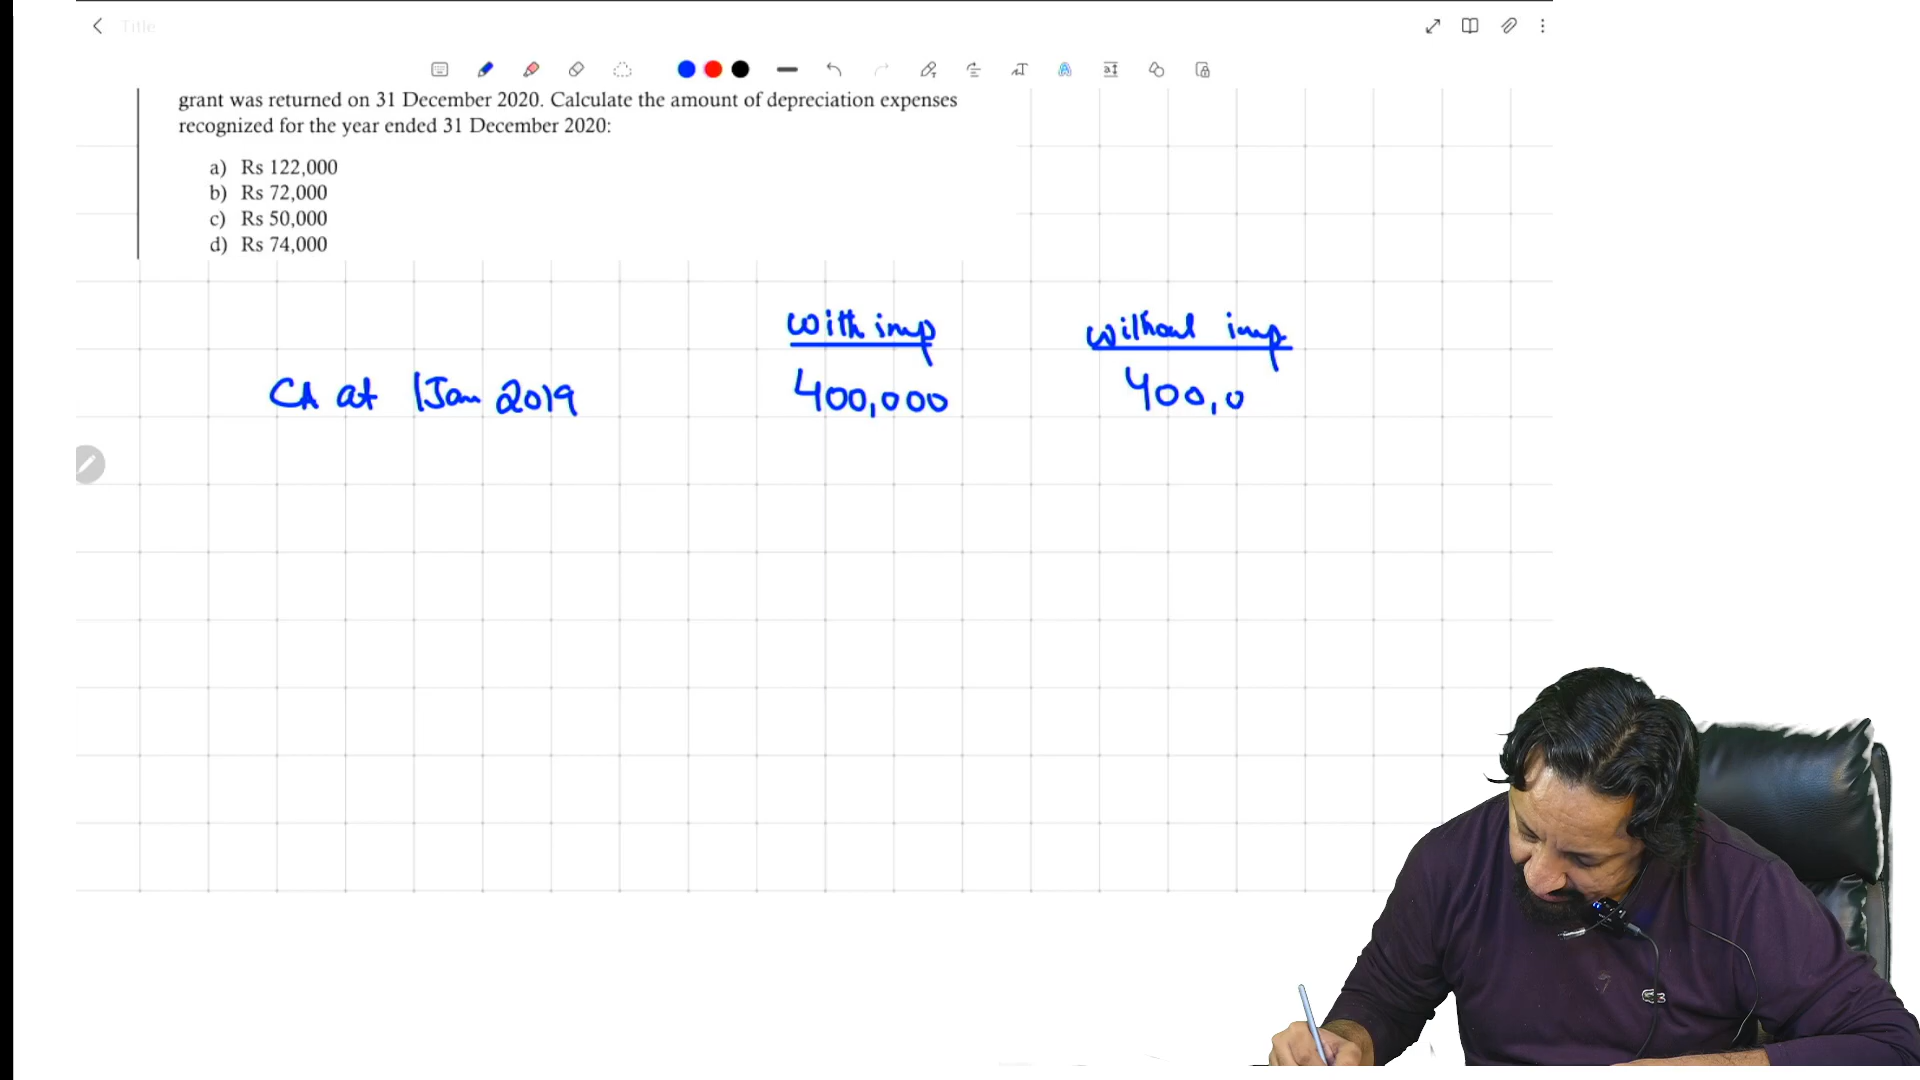 Title
grant was returned on 31 December 2020. Calculate the amount of depreciation expenses
recognized for the year ended 31 December 2020:
a) Rs 122,000
b) Rs 72,000
c) Rs 50,000
d) Rs 74,000
With imp
Without imp
CA at 1 Jan 2019
400,000
400,0